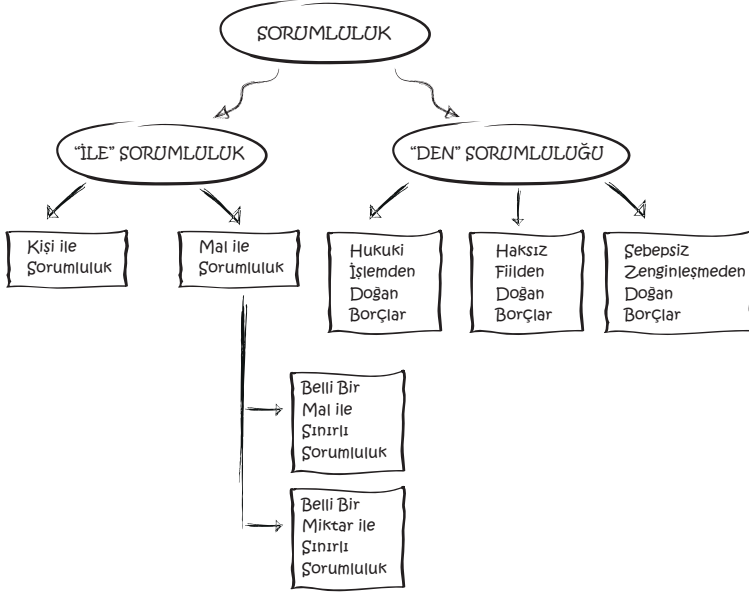 SORUMLULUK
“İLE” SORUMLULUK
“DEN” SORUMLULUĞU
Kişi ile
Sorumluluk
Mal ile
Sorumluluk
Hukuki
İşlemden
Doğan
Borçlar
Haksız
Fiilden
Doğan
Borçlar
Sebepsiz
Zenginleşmeden
Doğan
Borçlar
Belli Bir
Mal ile
Sınırlı
Sorumluluk
Belli Bir
Miktar ile
Sınırlı
Sorumluluk